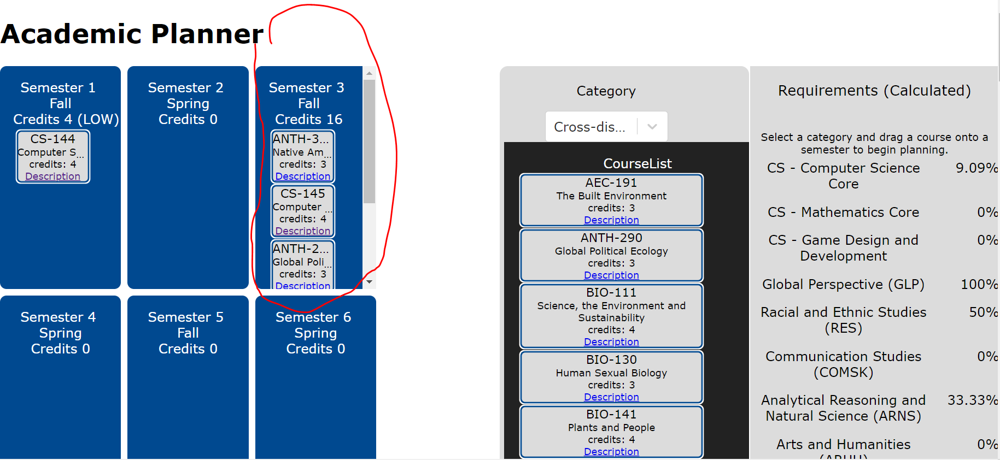 Academic Planner
Semester 1
Fall
Credits 4 (LOW)
CS-144
Computer S...
credits: 4
Description
Semester 2
Spring
Credits 0
Semester 3
Fall
Credits 16
ANTH-3...
Native Am...
credits: 3
Description
CS-145
Computer ...
credits: 4
Description
ANTH-2...
Global Poli...
credits: 3
Description
Semester 4
Spring
Credits 0
Semester 5
Fall
Credits 0
Semester 6
Spring
Credits 0
Category
Cross-dis...
CourseList
AEC-191
The Built Environment
credits: 3
Description
ANTH-290
Global Political Ecology
credits: 3
Description
BIO-111
Science, the Environment and
Sustainability
credits: 4
Description
BIO-130
Human Sexual Biology
credits: 3
Description
BIO-141
Plants and People
credits: 4
Description
Requirements (Calculated)
Select a category and drag a course onto a
semester to begin planning.
CS - Computer Science 9.09%
Core
CS - Mathematics Core 0%
CS - Game Design and 0%
Development
Global Perspective (GLP) 100%
Racial and Ethnic Studies 50%
(RES)
Communication Studies 0%
(COMSK)
Analytical Reasoning and 33.33%
Natural Science (ARNS)
Arts and Humanities 0%